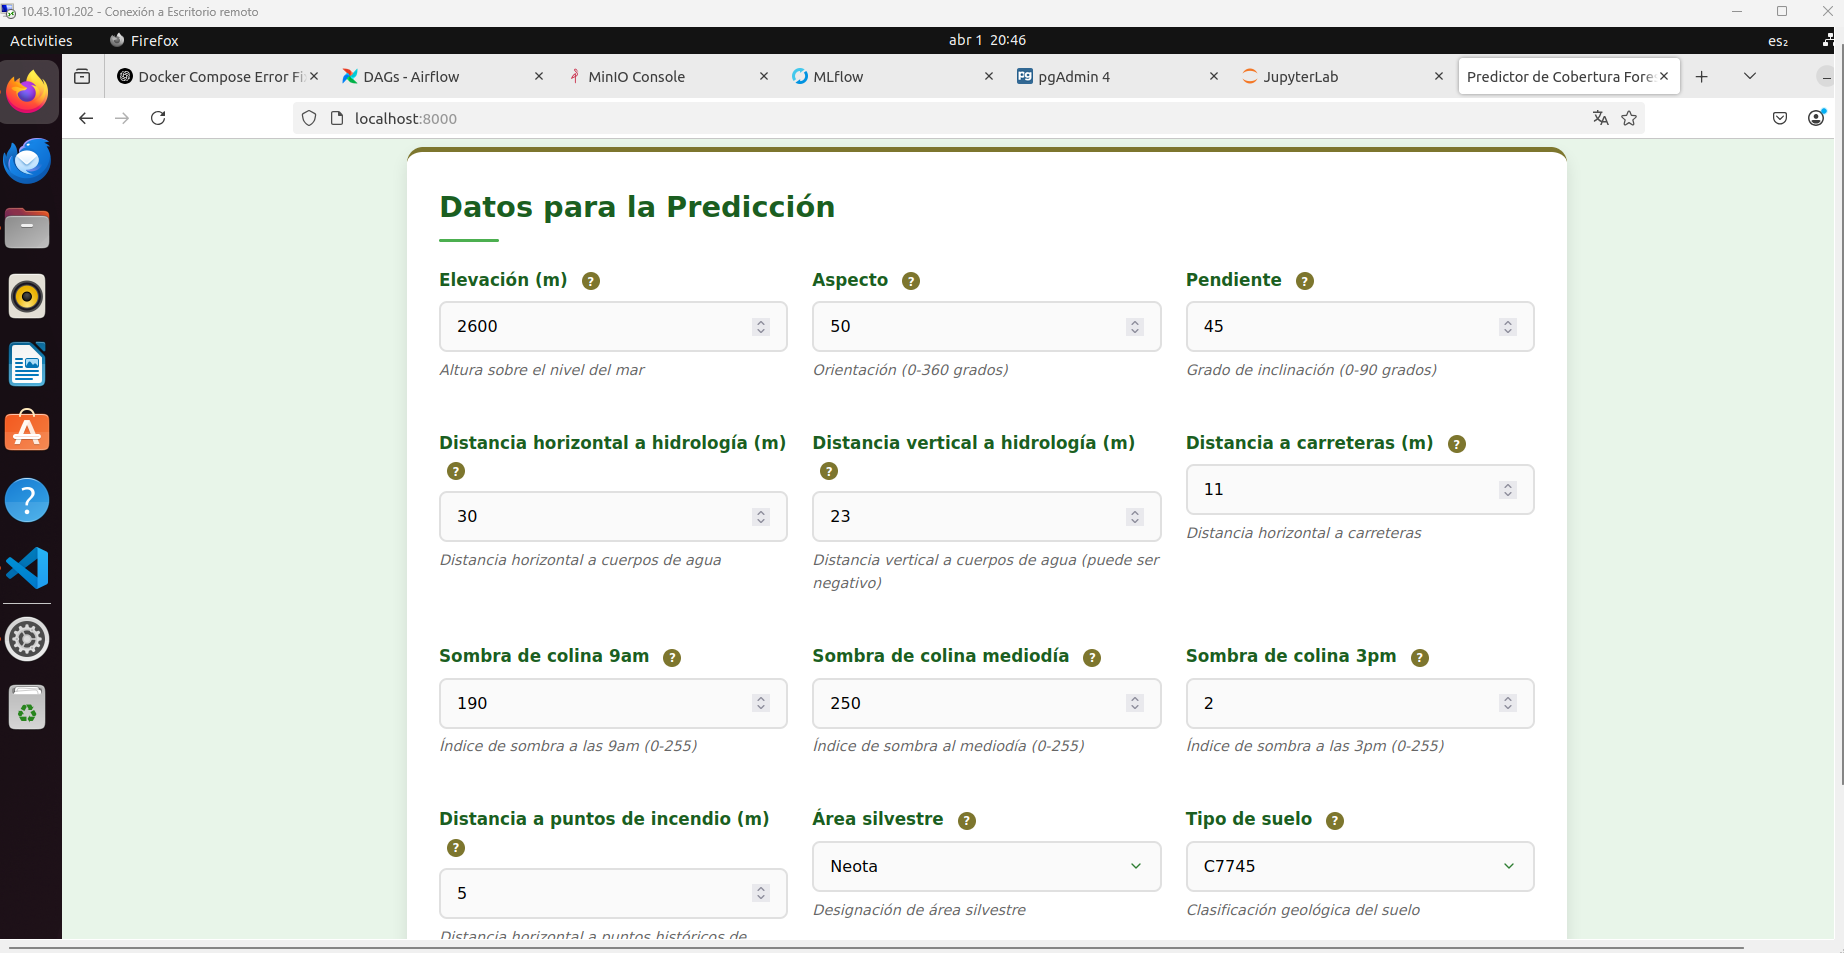 10.43.101.202 - Conexión a Escritorio remoto
Activities Firefox abr 1 20:46 es₂
Docker Compose Error Fi DAGs - Airflow MinIO Console MLflow pgAdmin 4 JupyterLab Predictor de Cobertura Fore
localhost:8000
Datos para la Predicción
Elevación (m) ? Aspecto ? Pendiente ?
2600 50 45
Altura sobre el nivel del mar Orientación (0-360 grados) Grado de inclinación (0-90 grados)
Distancia horizontal a hidrología (m) Distancia vertical a hidrología (m) Distancia a carreteras (m) ?
? ?
30 23 11
Distancia horizontal a cuerpos de agua Distancia vertical a cuerpos de agua (puede ser Distancia horizontal a carreteras
negativo)
Sombra de colina 9am ? Sombra de colina mediodía ? Sombra de colina 3pm ?
190 250 2
Índice de sombra a las 9am (0-255) Índice de sombra al mediodía (0-255) Índice de sombra a las 3pm (0-255)
Distancia a puntos de incendio (m) Área silvestre ? Tipo de suelo ?
?
5 Neota C7745
Designación de área silvestre Clasificación geológica del suelo
Distancia horizontal a puntos históricos de